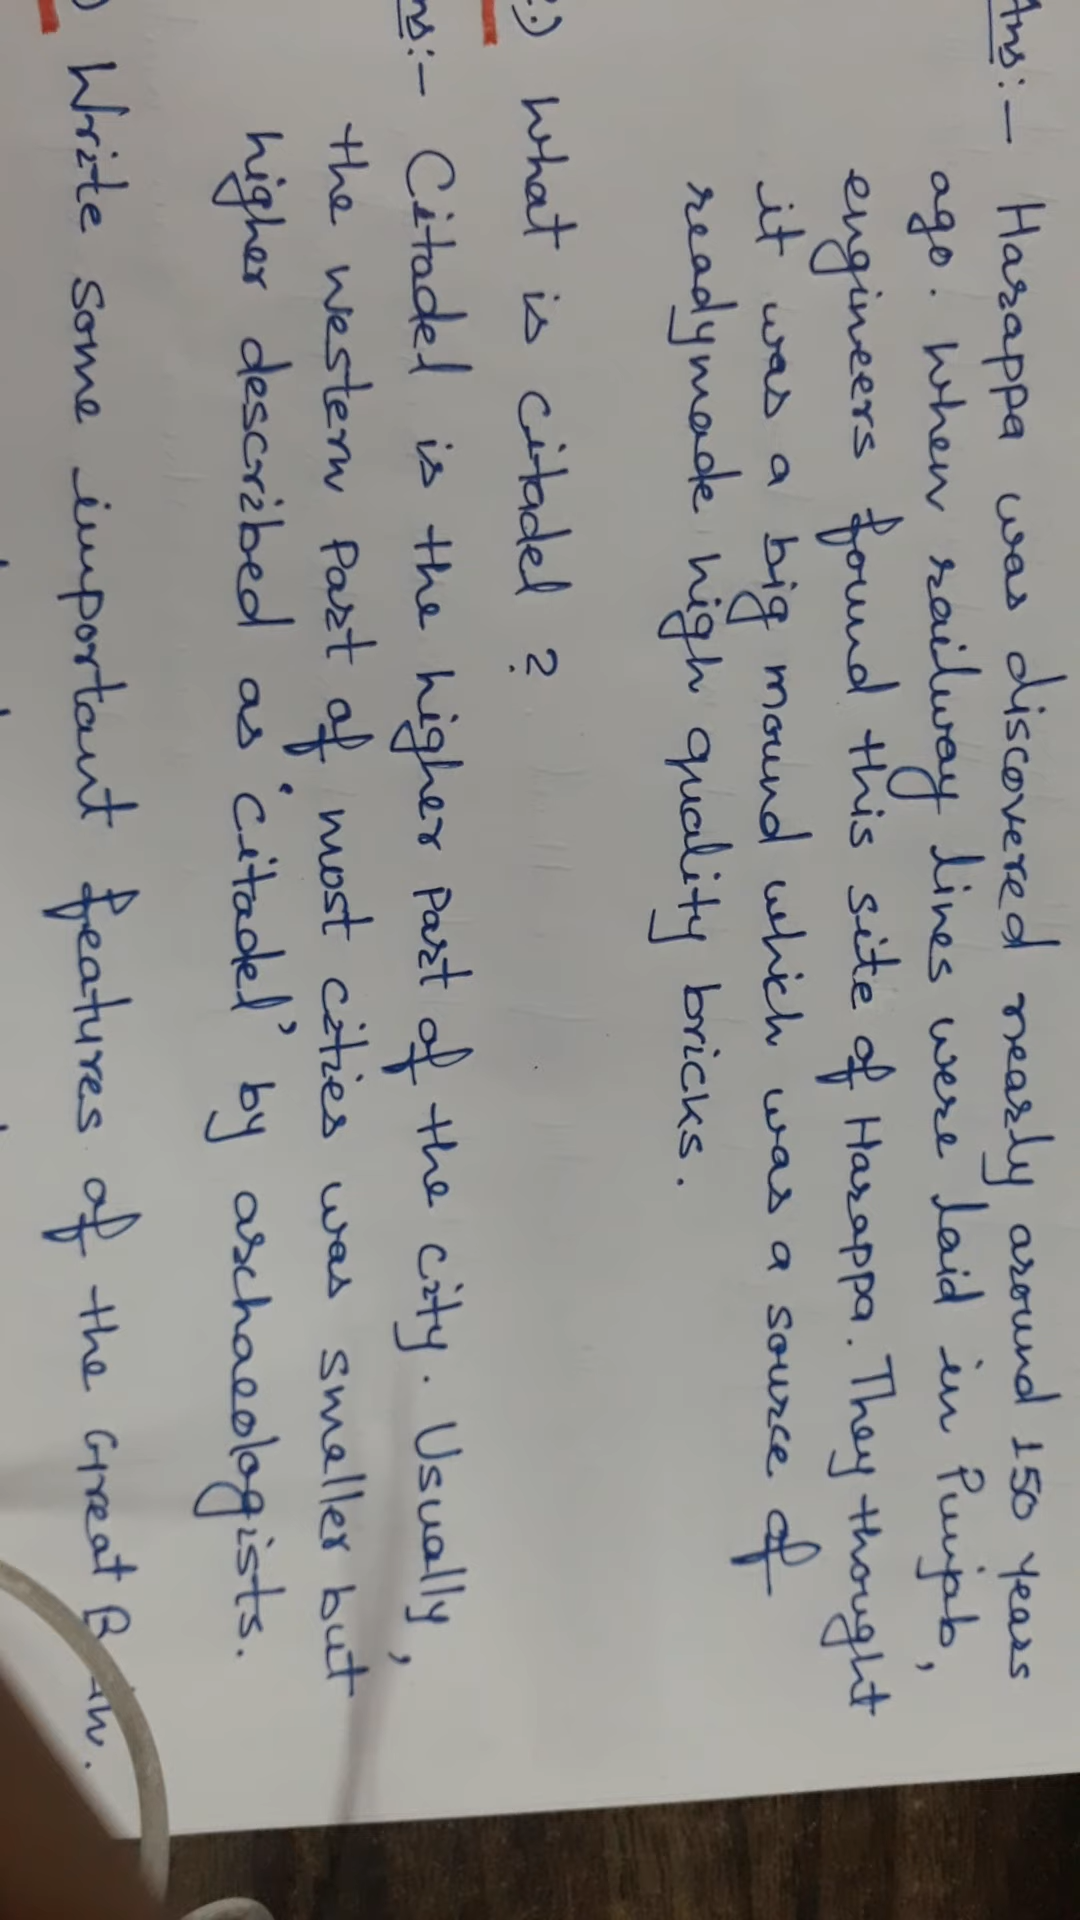 Ans:- Harappa was discovered nearly around 150 years
ago. When railway lines were laid in Punjab,
engineers found this site of Harappa. They thought
it was a big mound which was a source of
readymade high quality bricks.
:) What is citadel ?
ns:- Citadel is the higher part of the city. Usually,
the western part of most cities was smaller but
higher described as 'citadel' by archaeologists.
) Write some important features of the Great